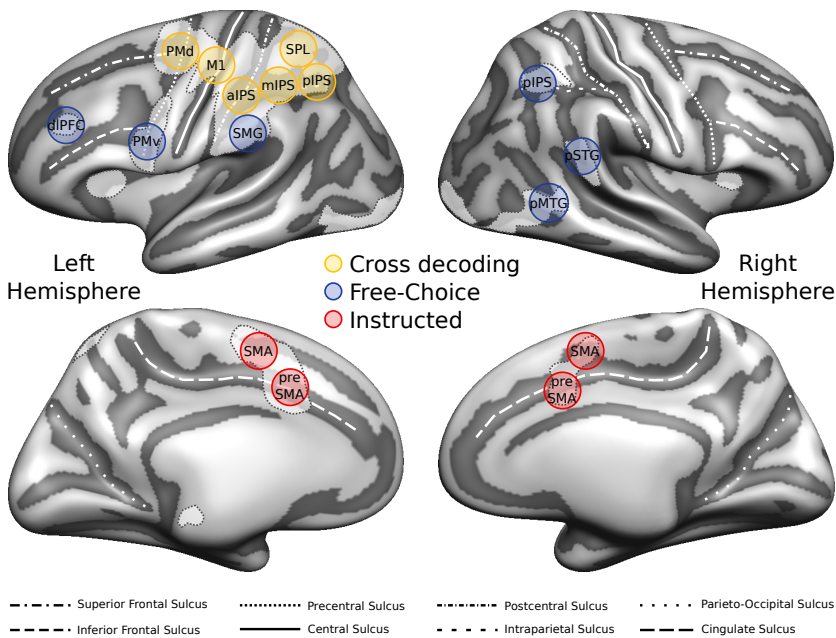 PMd
M1
SPL
aIPS
mIPS
pIPS
dlPFC
PMv
SMG
pIPS
pSTG
pMTG
Left
Hemisphere
Cross decoding
Free-Choice
Instructed
Right
Hemisphere
SMA
pre
SMA
SMA
pre
SMA
Superior Frontal Sulcus
Precentral Sulcus
Postcentral Sulcus
Parieto-Occipital Sulcus
Inferior Frontal Sulcus
Central Sulcus
Intraparietal Sulcus
Cingulate Sulcus